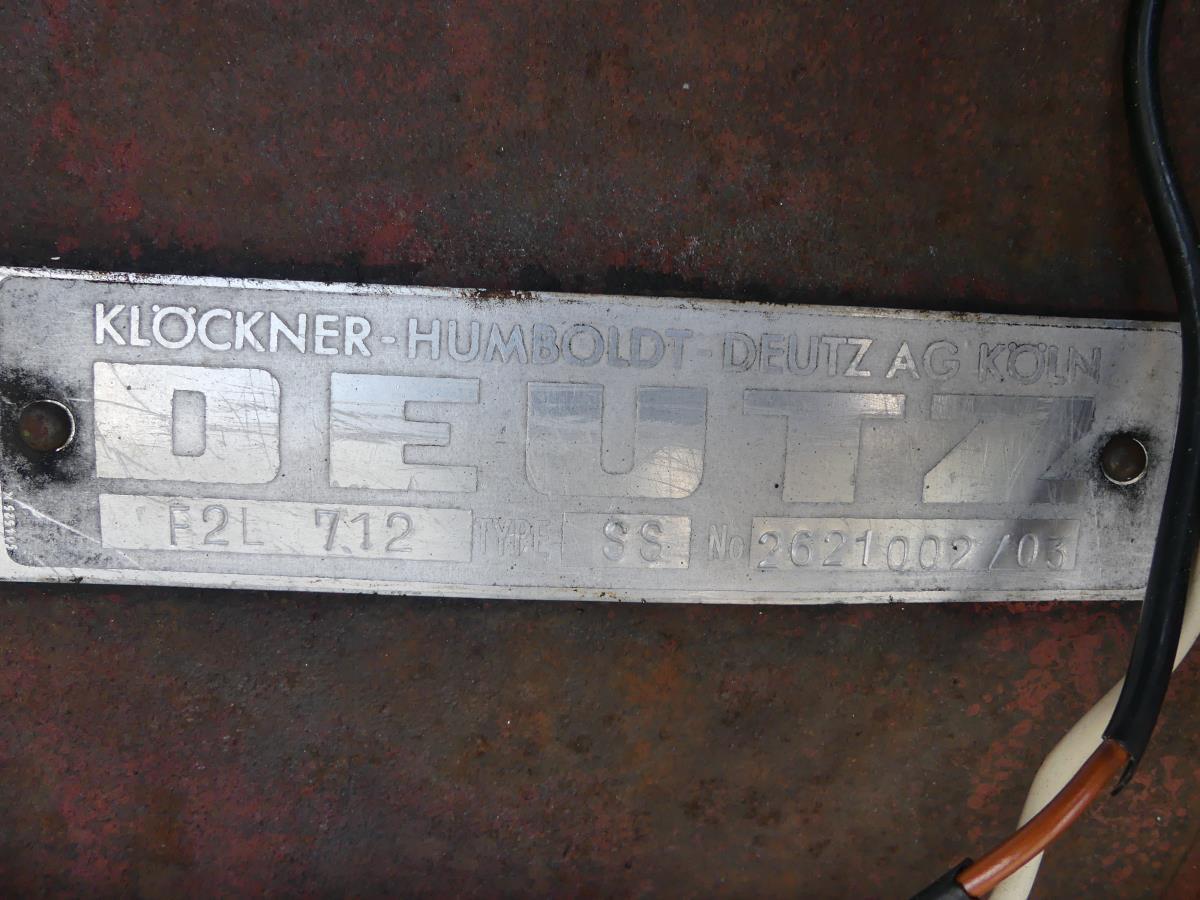 KLÖCKNER-HUMBOLDT-DEUTZ AG KÖLN
DEUTZ
F2L 712 TYPE SS No 2621002/03